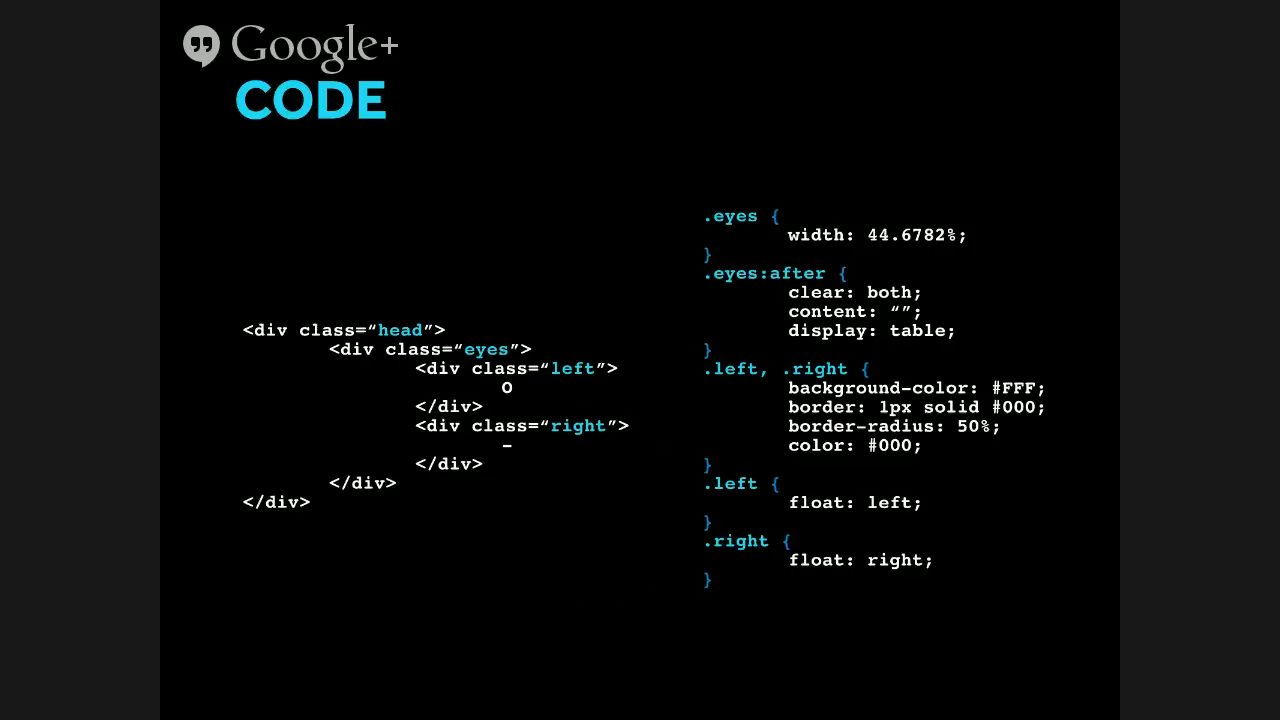 Google+
CODE
<div class=“head”>
<div class=“eyes”>
<div class=“left”>
O
</div>
<div class=“right”>
–
</div>
</div>
</div>
.eyes {
width: 44.6782%;
}
.eyes:after {
clear: both;
content: “”;
display: table;
}
.left, .right {
background-color: #FFF;
border: 1px solid #000;
border-radius: 50%;
color: #000;
}
.left {
float: left;
}
.right {
float: right;
}